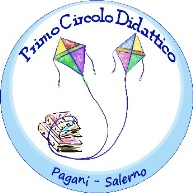 Primo Circolo Didattico
Pagani - Salerno